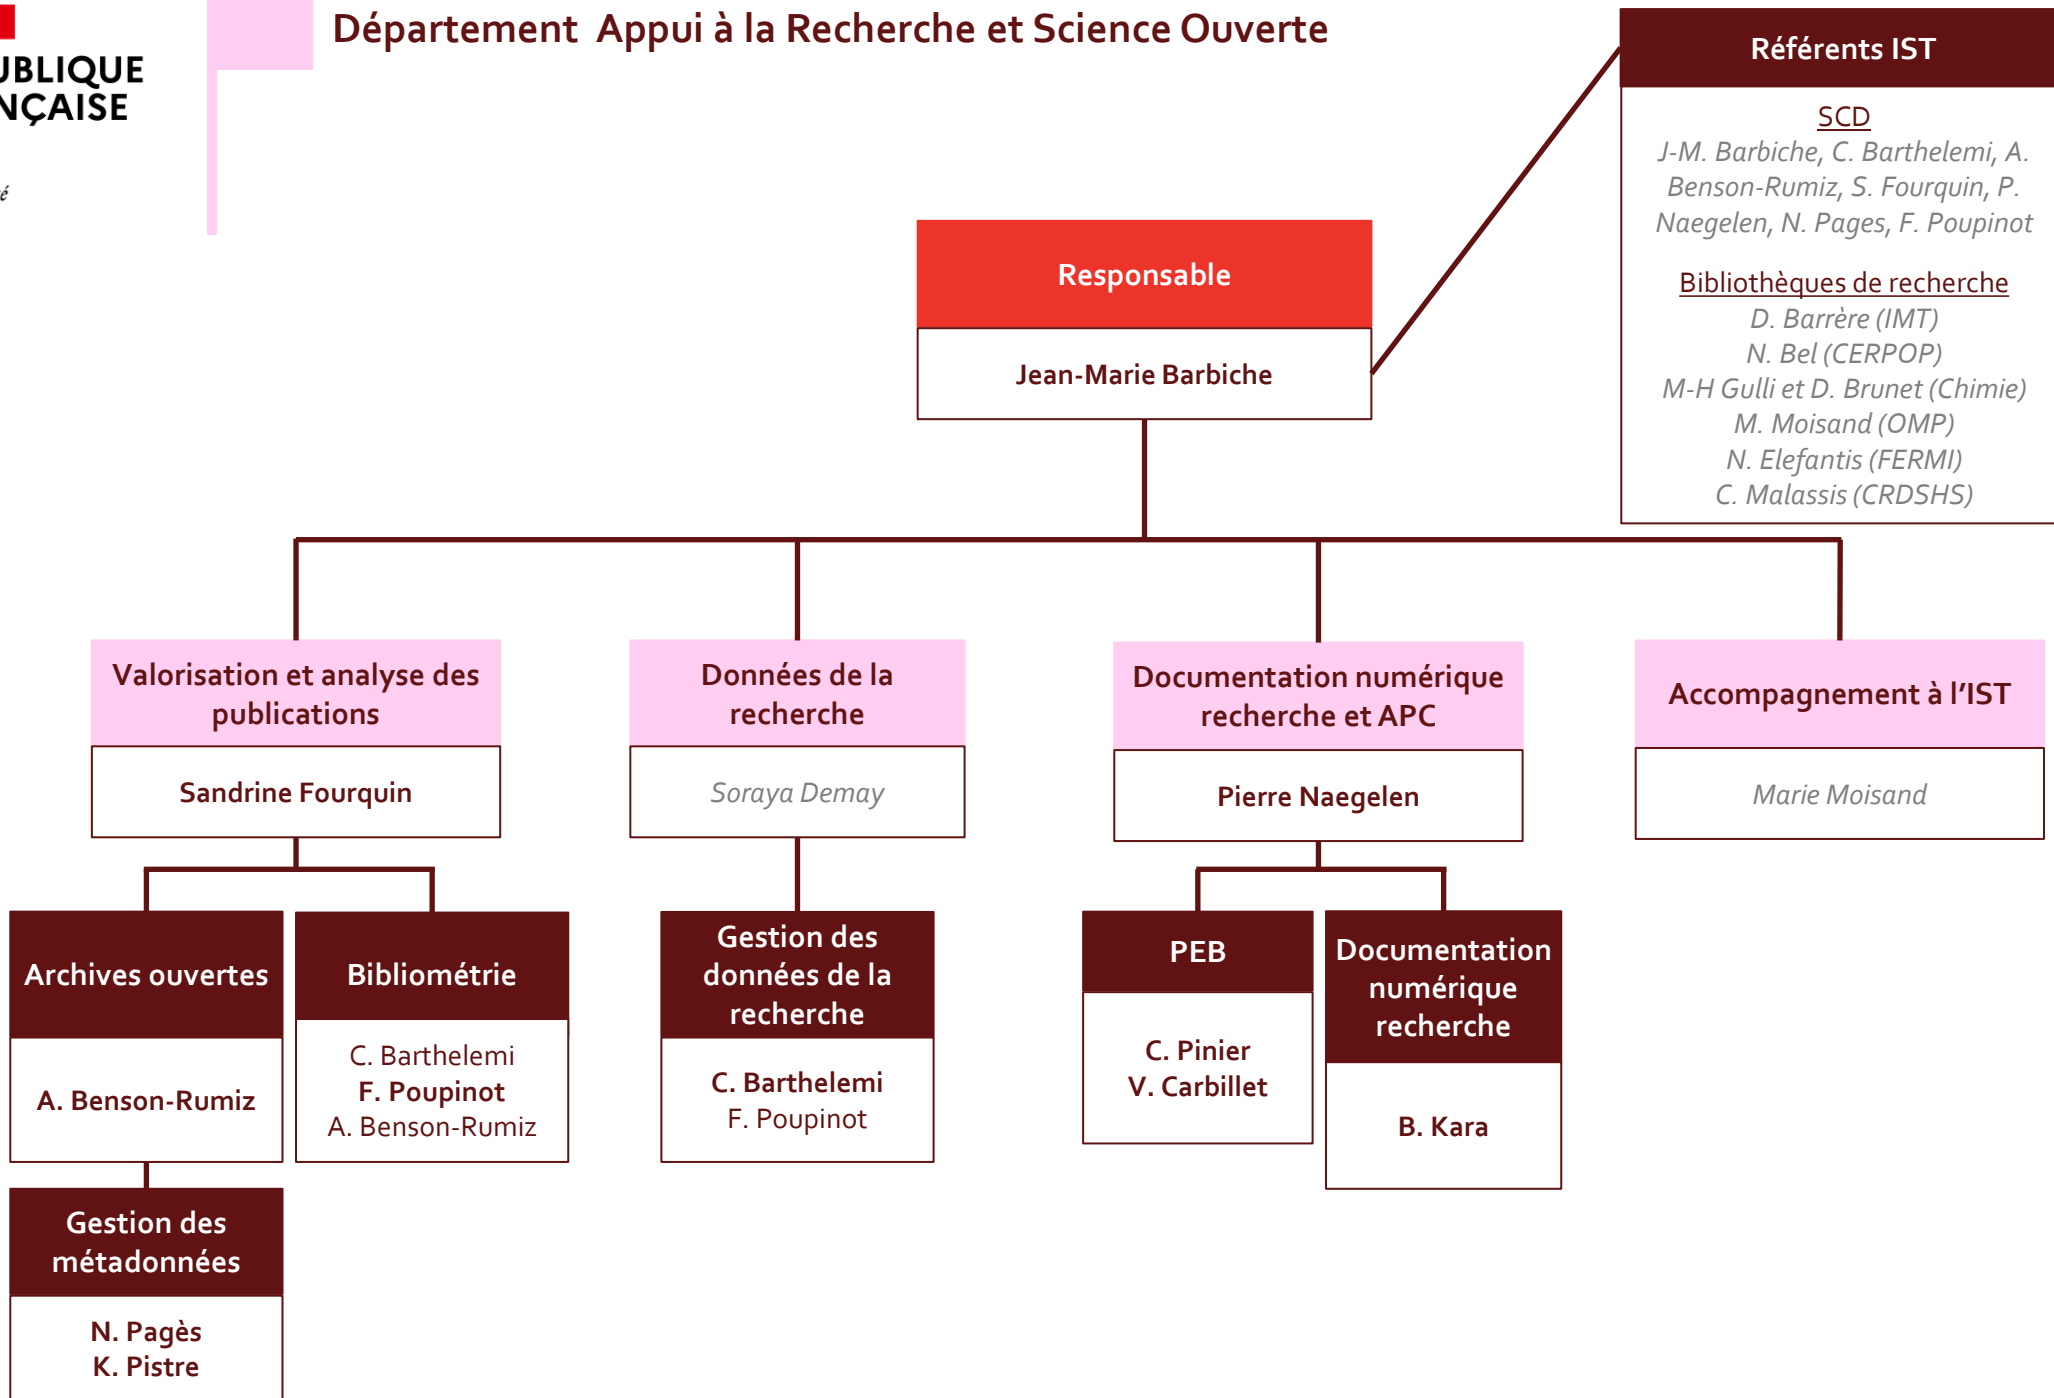 UBLIQUE
NÇAISE
é
Département Appui à la Recherche et Science Ouverte
Référents IST
SCD
J-M. Barbiche, C. Barthelemi, A.
Benson-Rumiz, S. Fourquin, P.
Naegelen, N. Pages, F. Poupinot
Bibliothèques de recherche
D. Barrère (IMT)
N. Bel (CERPOP)
M-H Gulli et D. Brunet (Chimie)
M. Moisand (OMP)
N. Elefantis (FERMI)
C. Malassis (CRDSHS)
Responsable
Jean-Marie Barbiche
Valorisation et analyse des
publications
Sandrine Fourquin
Données de la
recherche
Soraya Demay
Documentation numérique
recherche et APC
Pierre Naegelen
Accompagnement à l'IST
Marie Moisand
Archives ouvertes
A. Benson-Rumiz
Bibliométrie
C. Barthelemi
F. Poupinot
A. Benson-Rumiz
Gestion des
données de la
recherche
C. Barthelemi
F. Poupinot
PEB
C. Pinier
V. Carbillet
Documentation
numérique
recherche
B. Kara
Gestion des
métadonnées
N. Pagès
K. Pistre